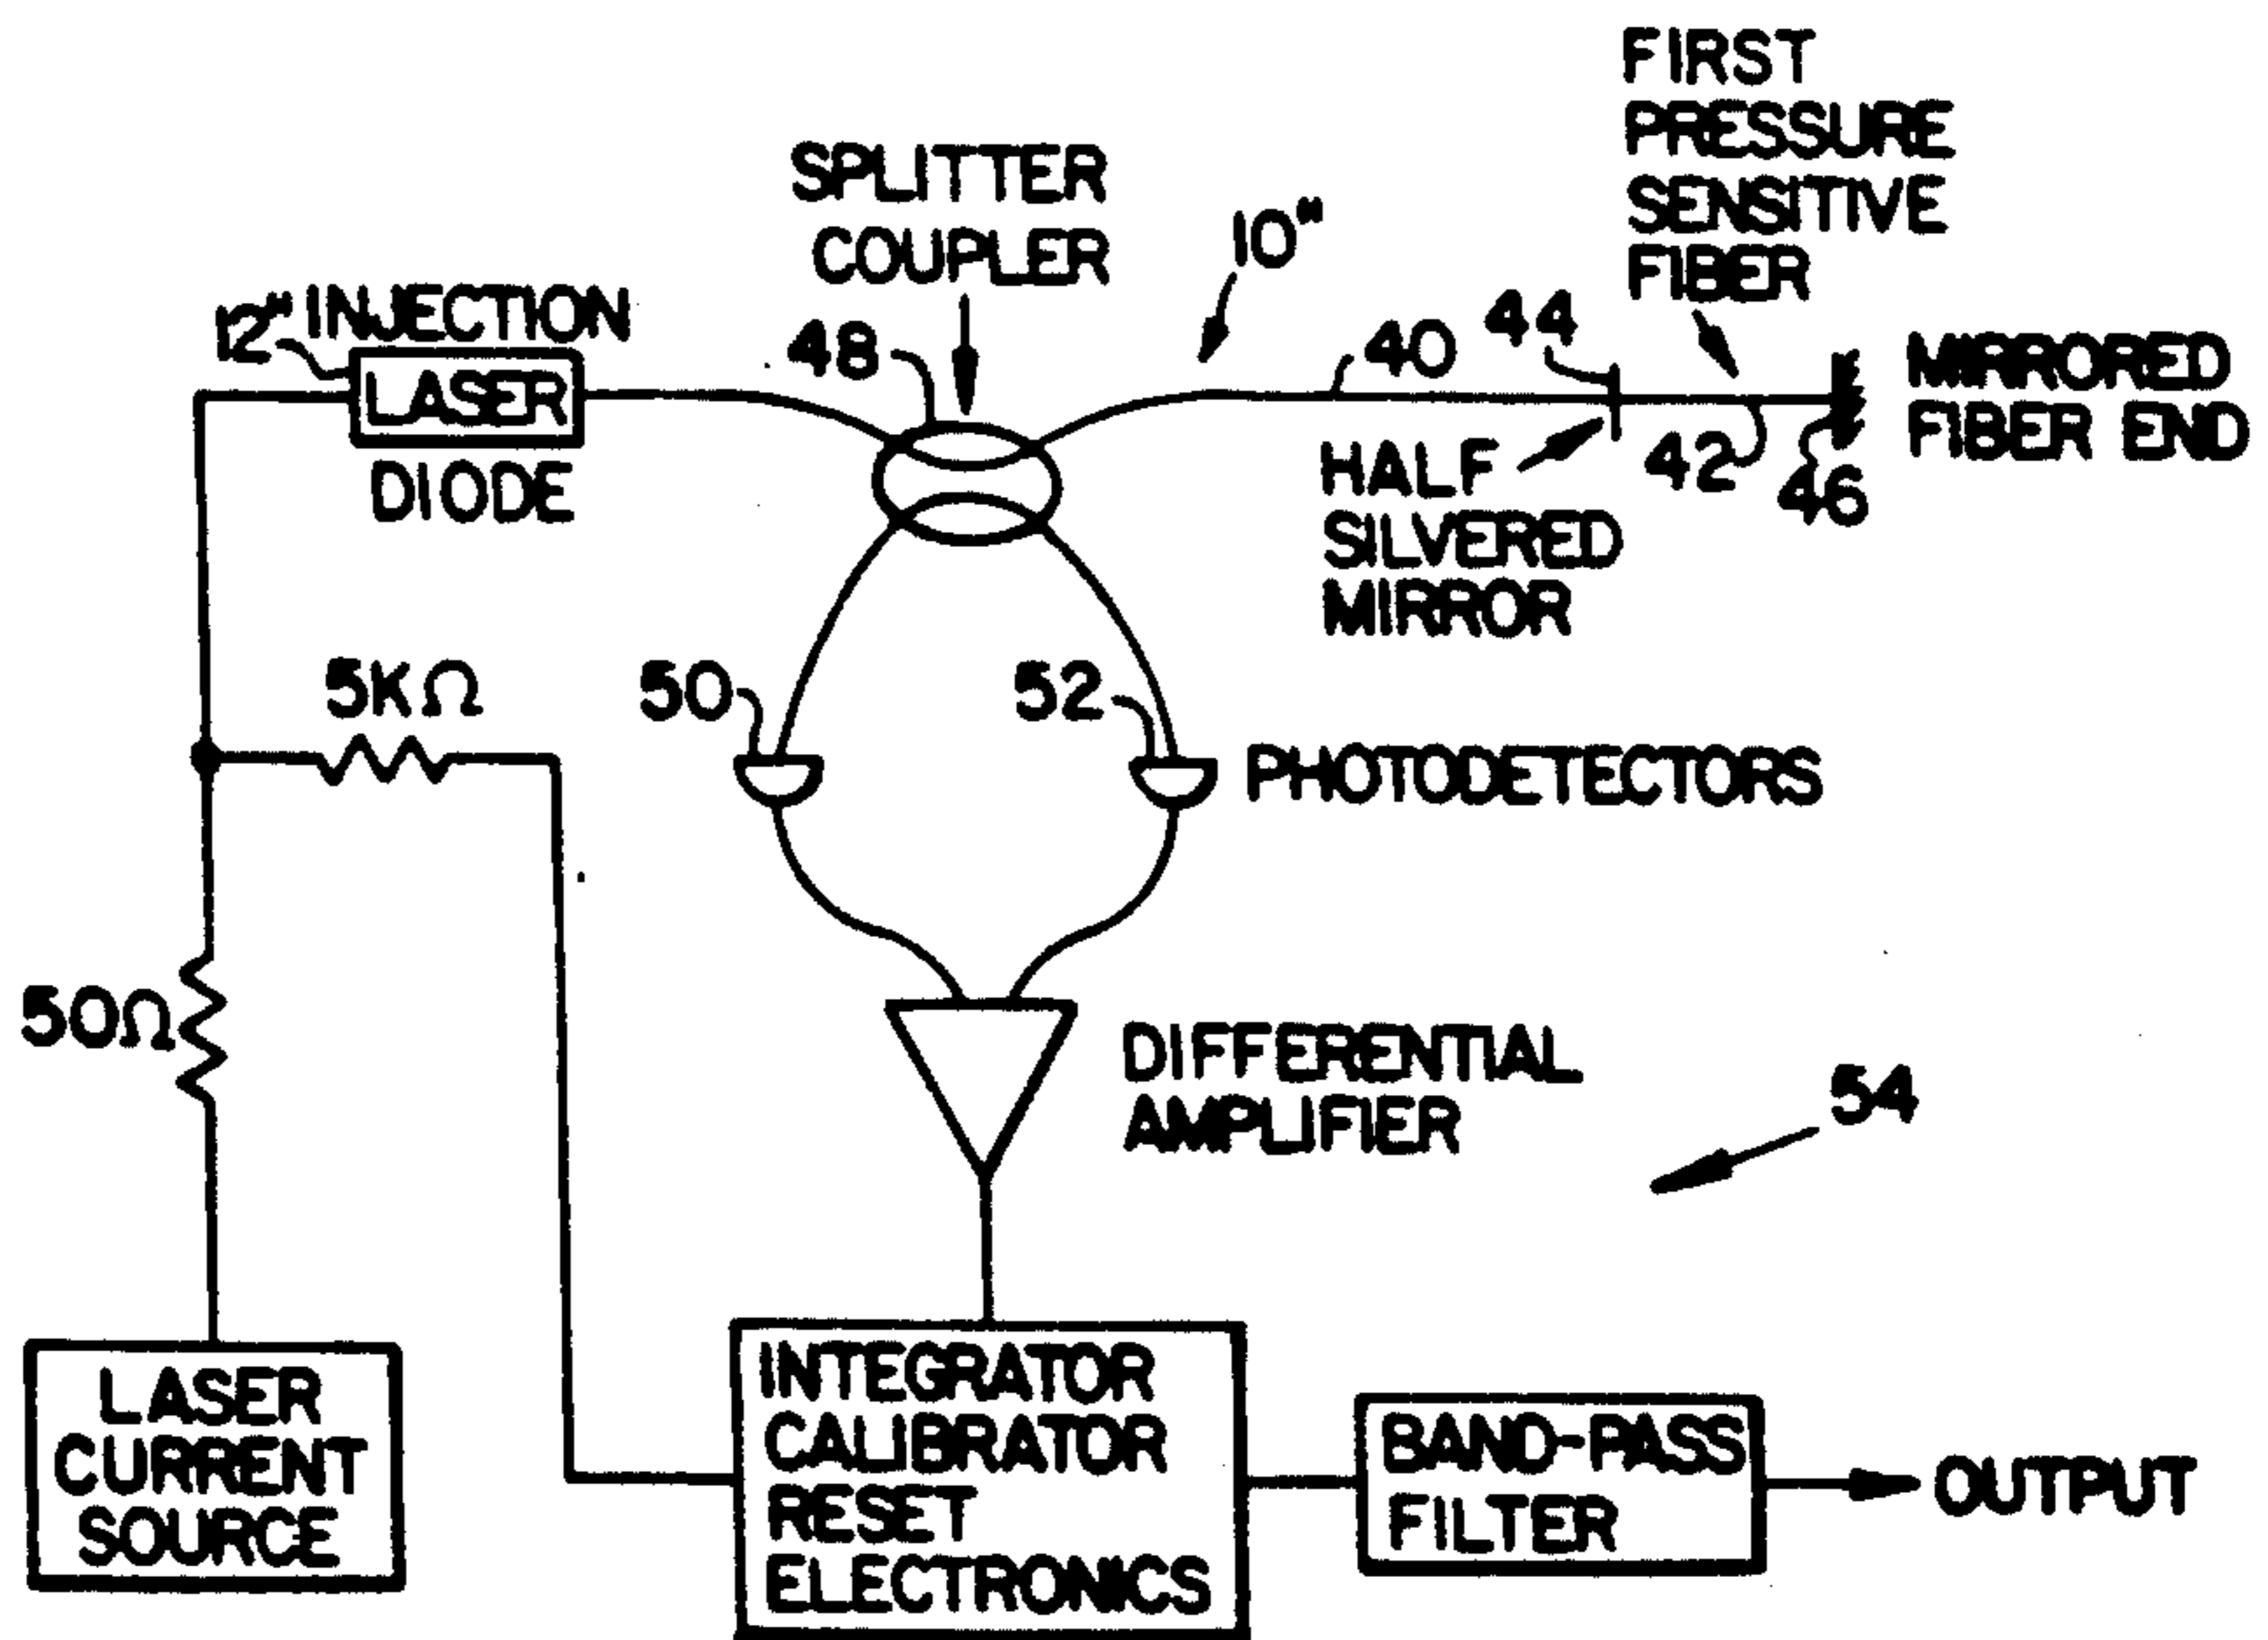 FIRST
PRESSURE
SENSITIVE
FIBER
SPLITTER
COUPLER
10"
12"
INJECTION
LASER
DIODE
48
40
44
MIRRORED
FIBER END
HALF
SILVERED
MIRROR
42
46
5KΩ
50
52
PHOTODETECTORS
50Ω
DIFFERENTIAL
AMPLIFIER
54
LASER
CURRENT
SOURCE
INTEGRATOR
CALIBRATOR
RESET
ELECTRONICS
BAND-PASS
FILTER
OUTPUT